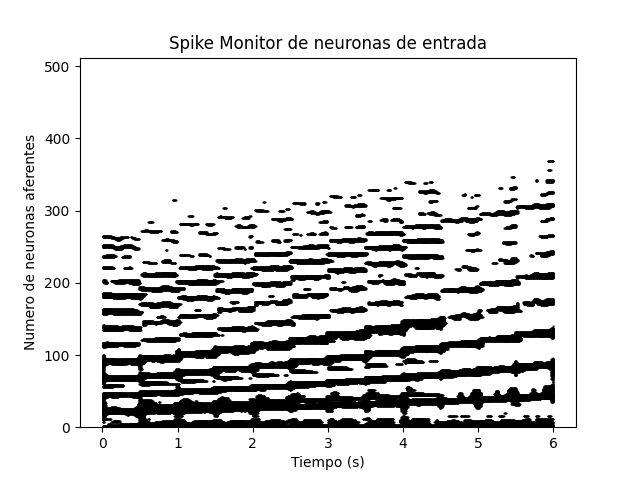 Spike Monitor de neuronas de entrada
500
400
300
200
100
0
Numero de neuronas aferentes
0 1 2 3 4 5 6
Tiempo (s)